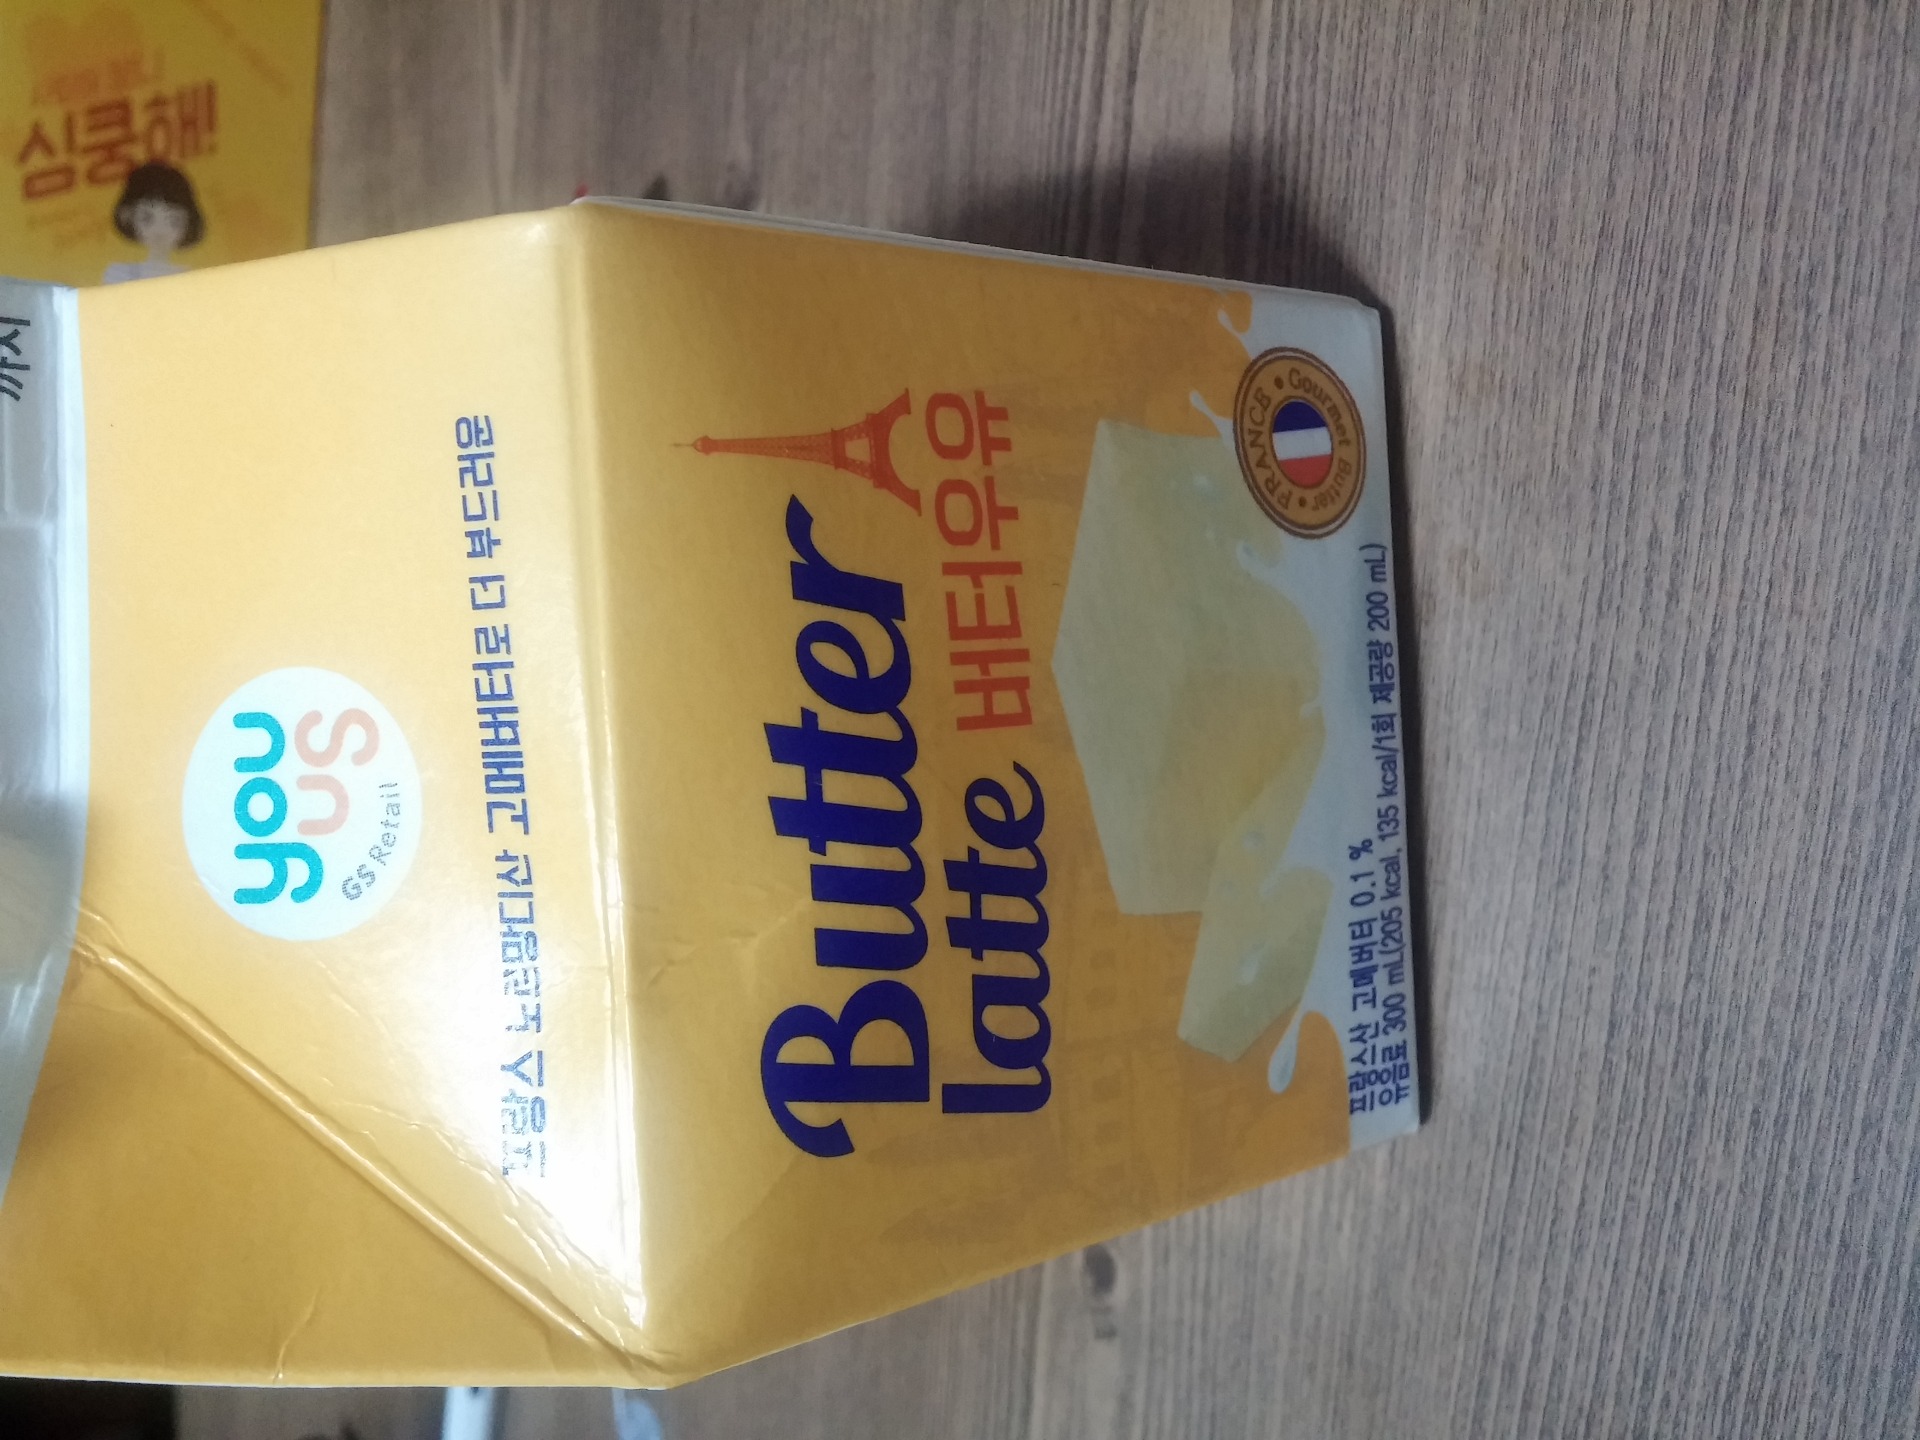 심쿵해!
까지
you
us
GS Retail
프랑스 국립망디산 고메버터로 더 부드러움
Butter
latte 버터우유
FRANCE • Gourmet Butter •
프랑스산 고메버터 0.1 %
유음료 300 mL(205 kcal, 135 kcal/1회 제공량 200 mL)